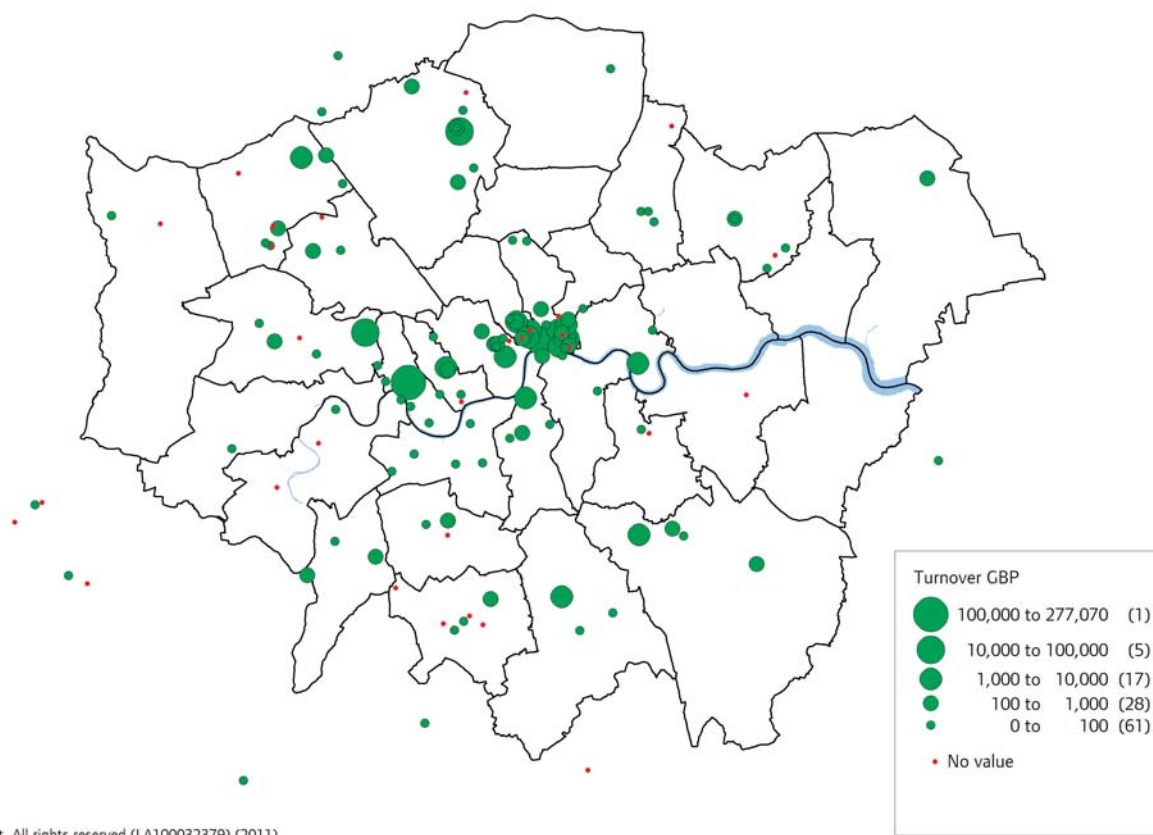 Turnover GBP
100,000 to 277,070 (1)
10,000 to 100,000 (5)
1,000 to 10,000 (17)
100 to 1,000 (28)
0 to 100 (61)
No value
All rights reserved (LA100032379) (2011)